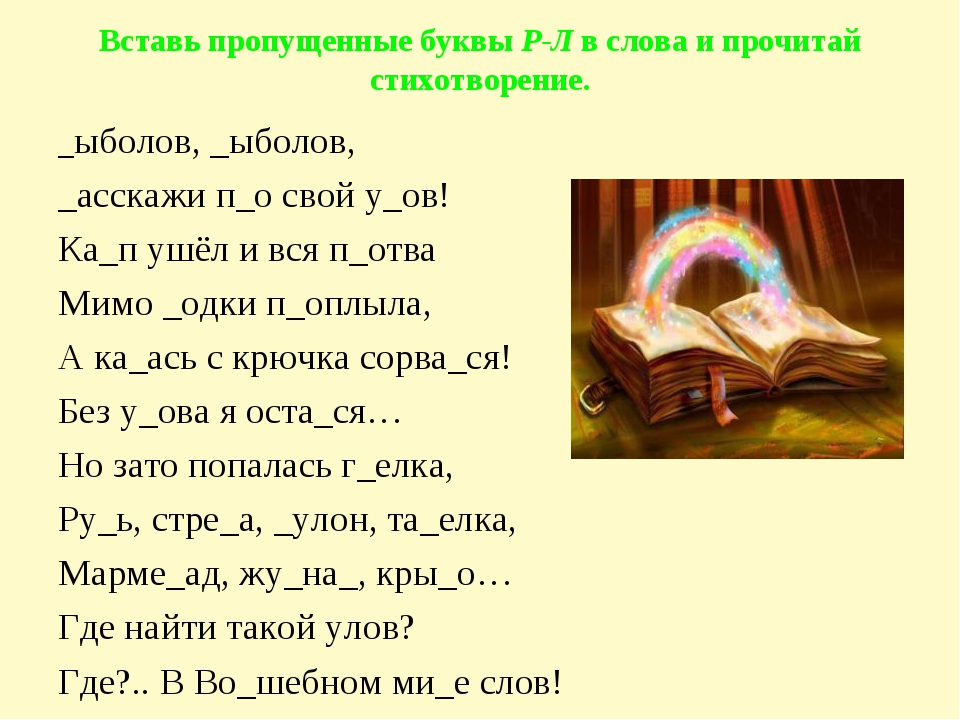 Вставь пропущенные буквы Р-Л в слова и прочитай
стихотворение.
_ыболов, _ыболов,
_асскажи п_о свой у_ов!
Ка_п ушёл и вся п_отва
Мимо _одки п_оплыла,
А ка_ась с крючка сорва_ся!
Без у_ова я оста_ся…
Но зато попалась г_елка,
Ру_ь, стре_а, _улон, та_елка,
Марме_ад, жу_на_, кры_о…
Где найти такой улов?
Где?.. В Во_шебном ми_е слов!